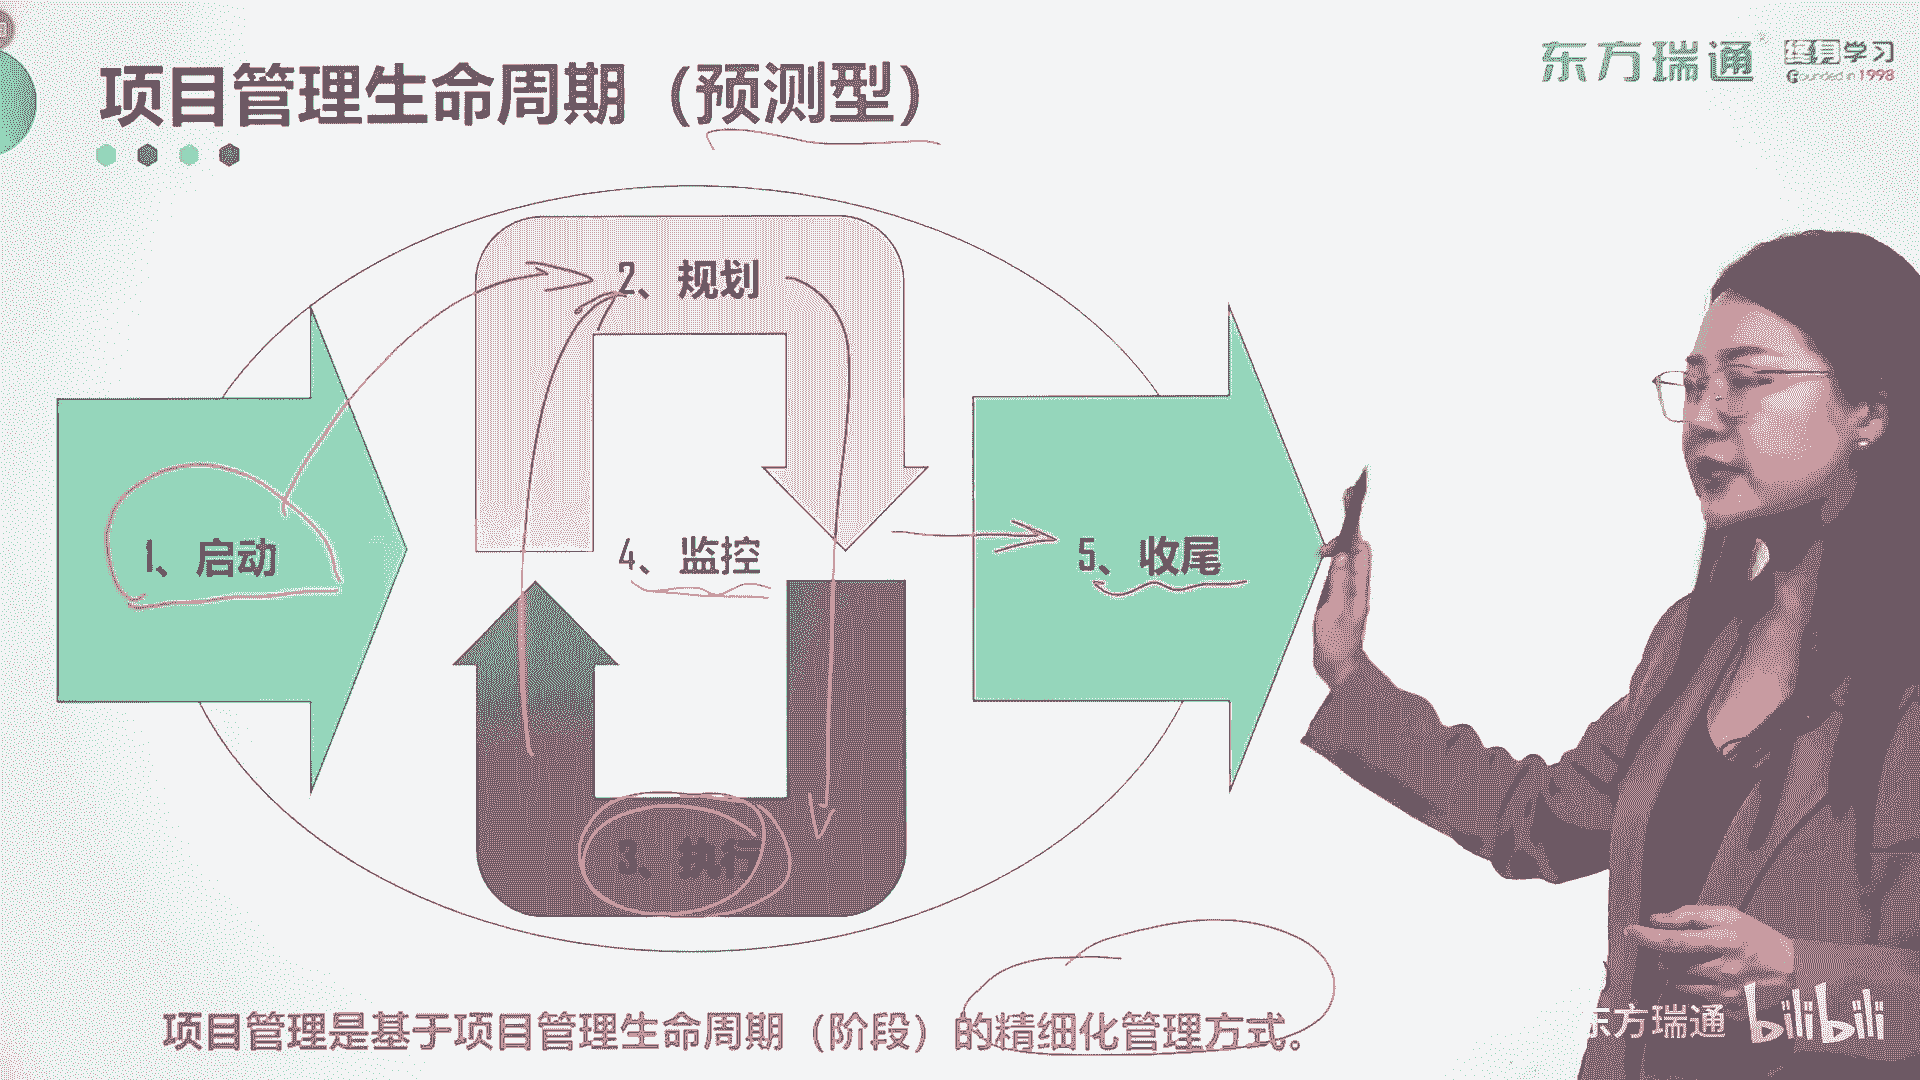 项目管理生命周期（预测型）
东方瑞通
终身学习
Founded in 1998
2、规划
1、启动
4、监控
5、收尾
3、执行
项目管理是基于项目管理生命周期（阶段）的精细化管理方式。
东方瑞通 bilibili